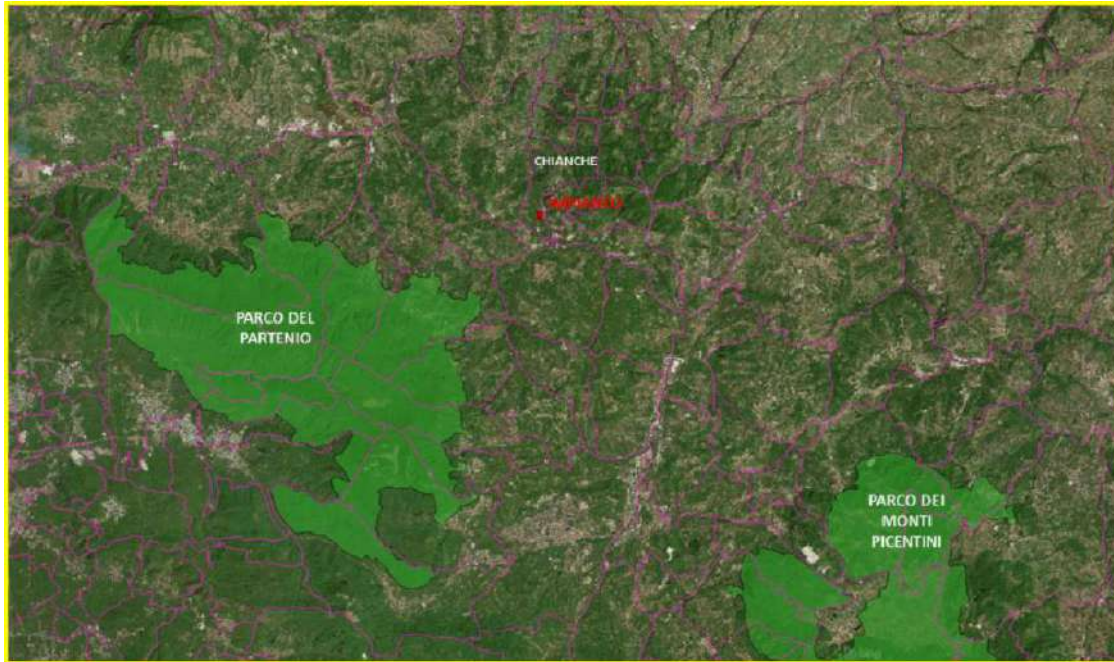 CHIANCHE
PARCO DEL
PARTENIO
PARCO DEI
MONTI
PICENTINI